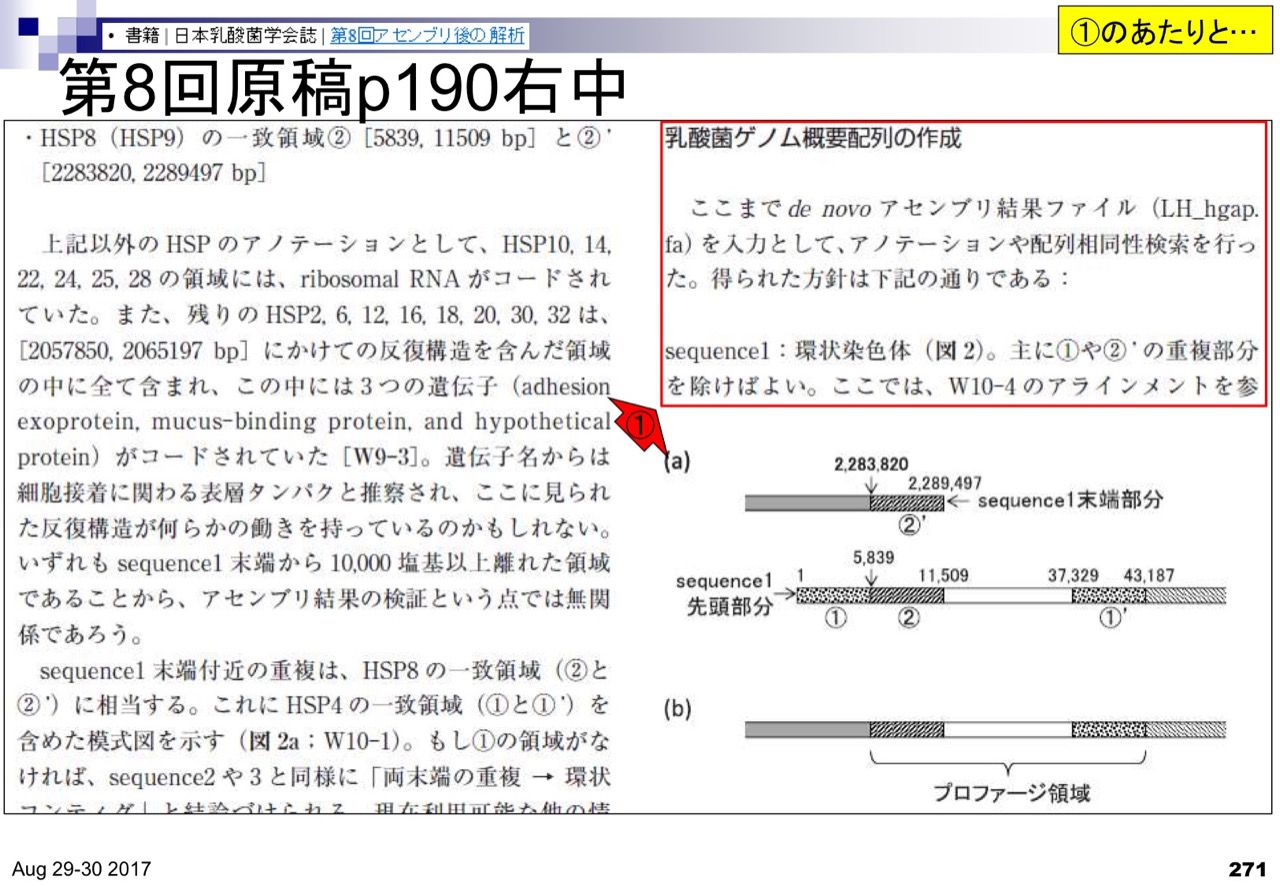 • 書籍 | 日本乳酸菌学会誌 | 第8回アセンブリ後の解析
①のあたりと…
第8回原稿p190右中
・HSP8（HSP9）の一致領域② [5839, 11509 bp] と②'
[2283820, 2289497 bp]
上記以外の HSP のアノテーションとして、HSP10, 14,
22, 24, 25, 28 の領域には、ribosomal RNA がコードされ
ていた。また、残りの HSP2, 6, 12, 16, 18, 20, 30, 32 は、
[2057850, 2065197 bp] にかけての反復構造を含んだ領域
の中に全て含まれ、この中には 3 つの遺伝子（adhesion
exoprotein, mucus-binding protein, and hypothetical
protein）がコードされていた [W9-3]。遺伝子名からは
細胞接着に関わる表層タンパクと推察され、ここに見られ
た反復構造が何らかの働きを持っているのかもしれない。
いずれも sequence1 末端から 10,000 塩基以上離れた領域
であることから、アセンブリ結果の検証という点では無関
係であろう。
sequence1 末端付近の重複は、HSP8 の一致領域（②と
②'）に相当する。これに HSP4 の一致領域（①と①'）を
含めた模式図を示す（図 2a；W10-1）。もし①の領域がな
ければ、sequence2 や 3 と同様に「両末端の重複 → 環状
コンティグ」と結論づけられる。現在利用可能な他の情
乳酸菌ゲノム概要配列の作成
ここまで de novo アセンブリ結果ファイル（LH_hgap.
fa）を入力として、アノテーションや配列相同性検索を行っ
た。得られた方針は下記の通りである：
sequence1：環状染色体（図 2）。主に①や②'の重複部分
を除けばよい。ここでは、W10-4 のアラインメントを参
①
(a)
2,283,820
2,289,497
sequence1末端部分
②'
5,839
sequence1
先頭部分
1
11,509
37,329
43,187
①
②
①'
(b)
プロファージ領域
Aug 29-30 2017
271